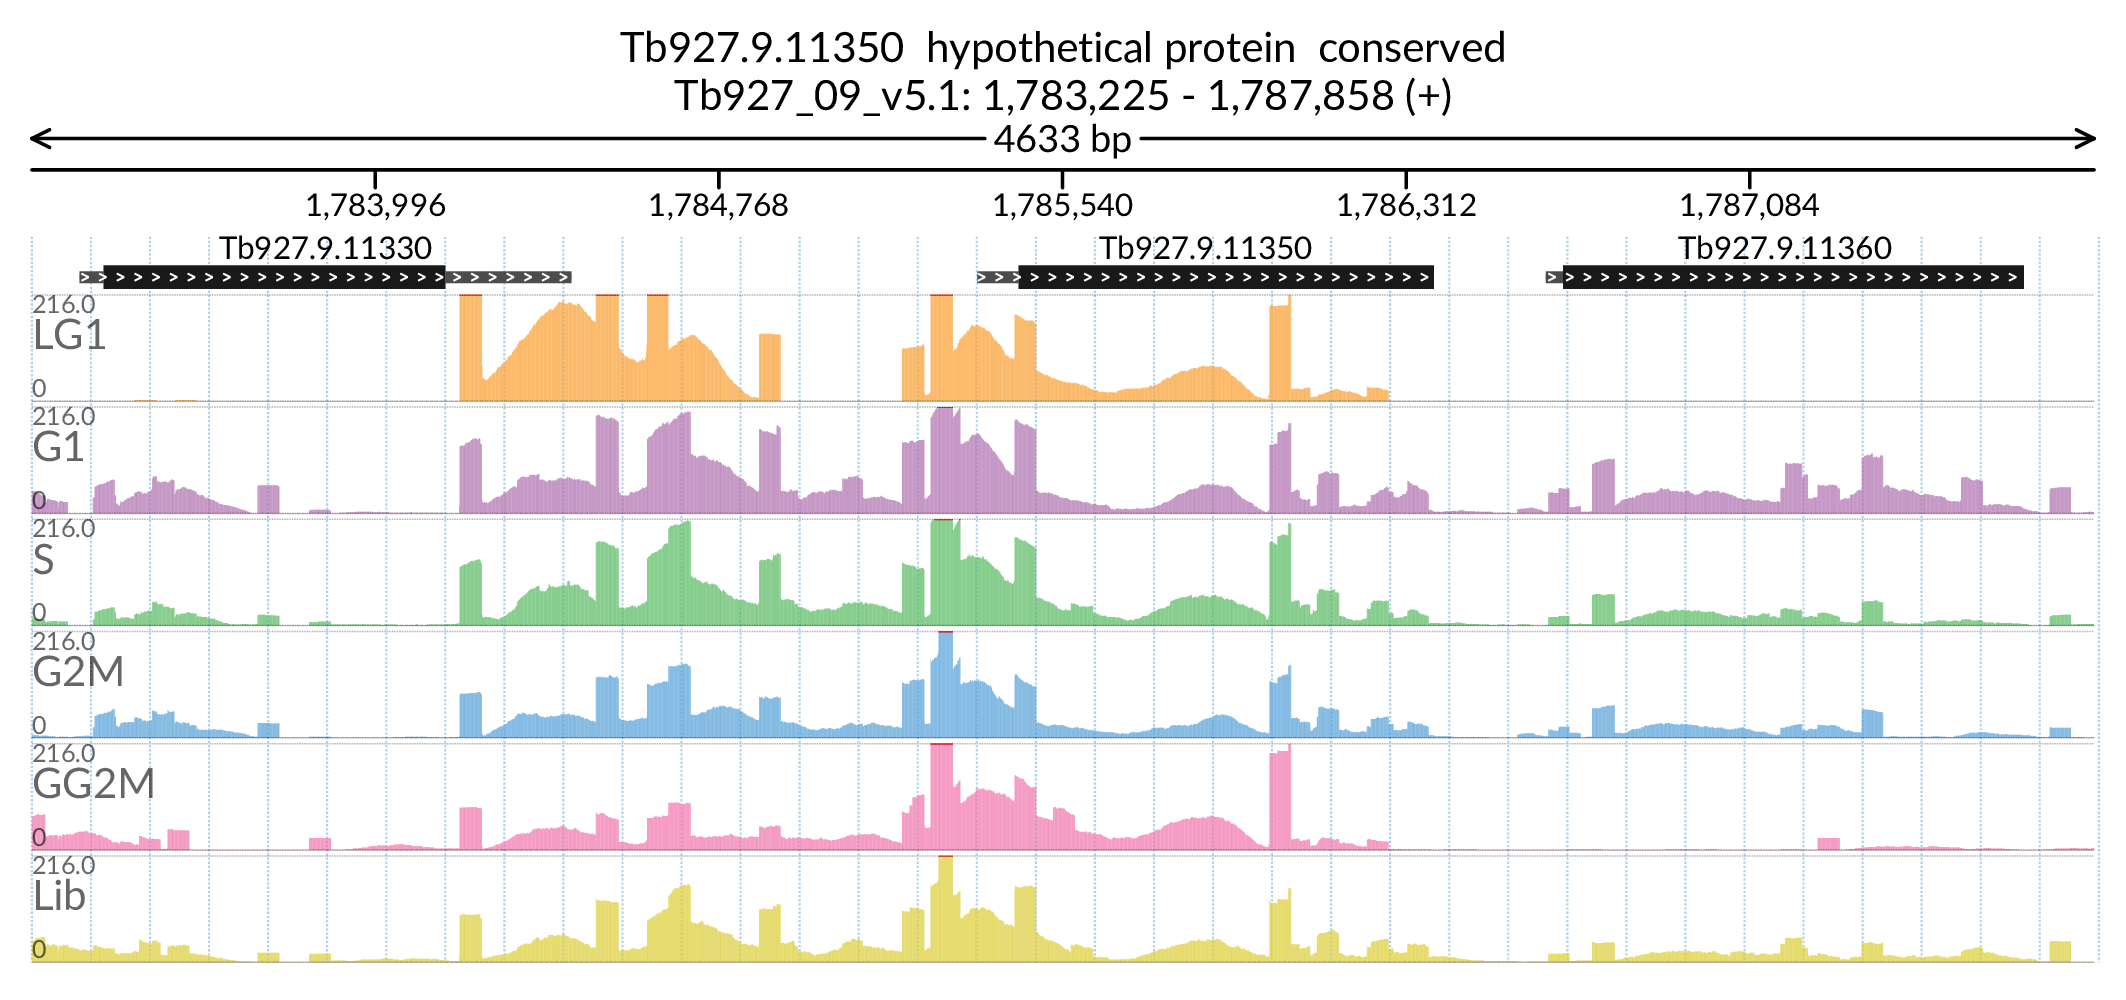 Tb927.9.11350 hypothetical protein conserved
Tb927_09_v5.1: 1,783,225 - 1,787,858 (+)
4633 bp
1,783,996 1,784,768 1,785,540 1,786,312 1,787,084
Tb927.9.11330 Tb927.9.11350 Tb927.9.11360
216.0
LG1
0
216.0
G1
0
216.0
S
0
216.0
G2M
0
216.0
GG2M
0
216.0
Lib
0